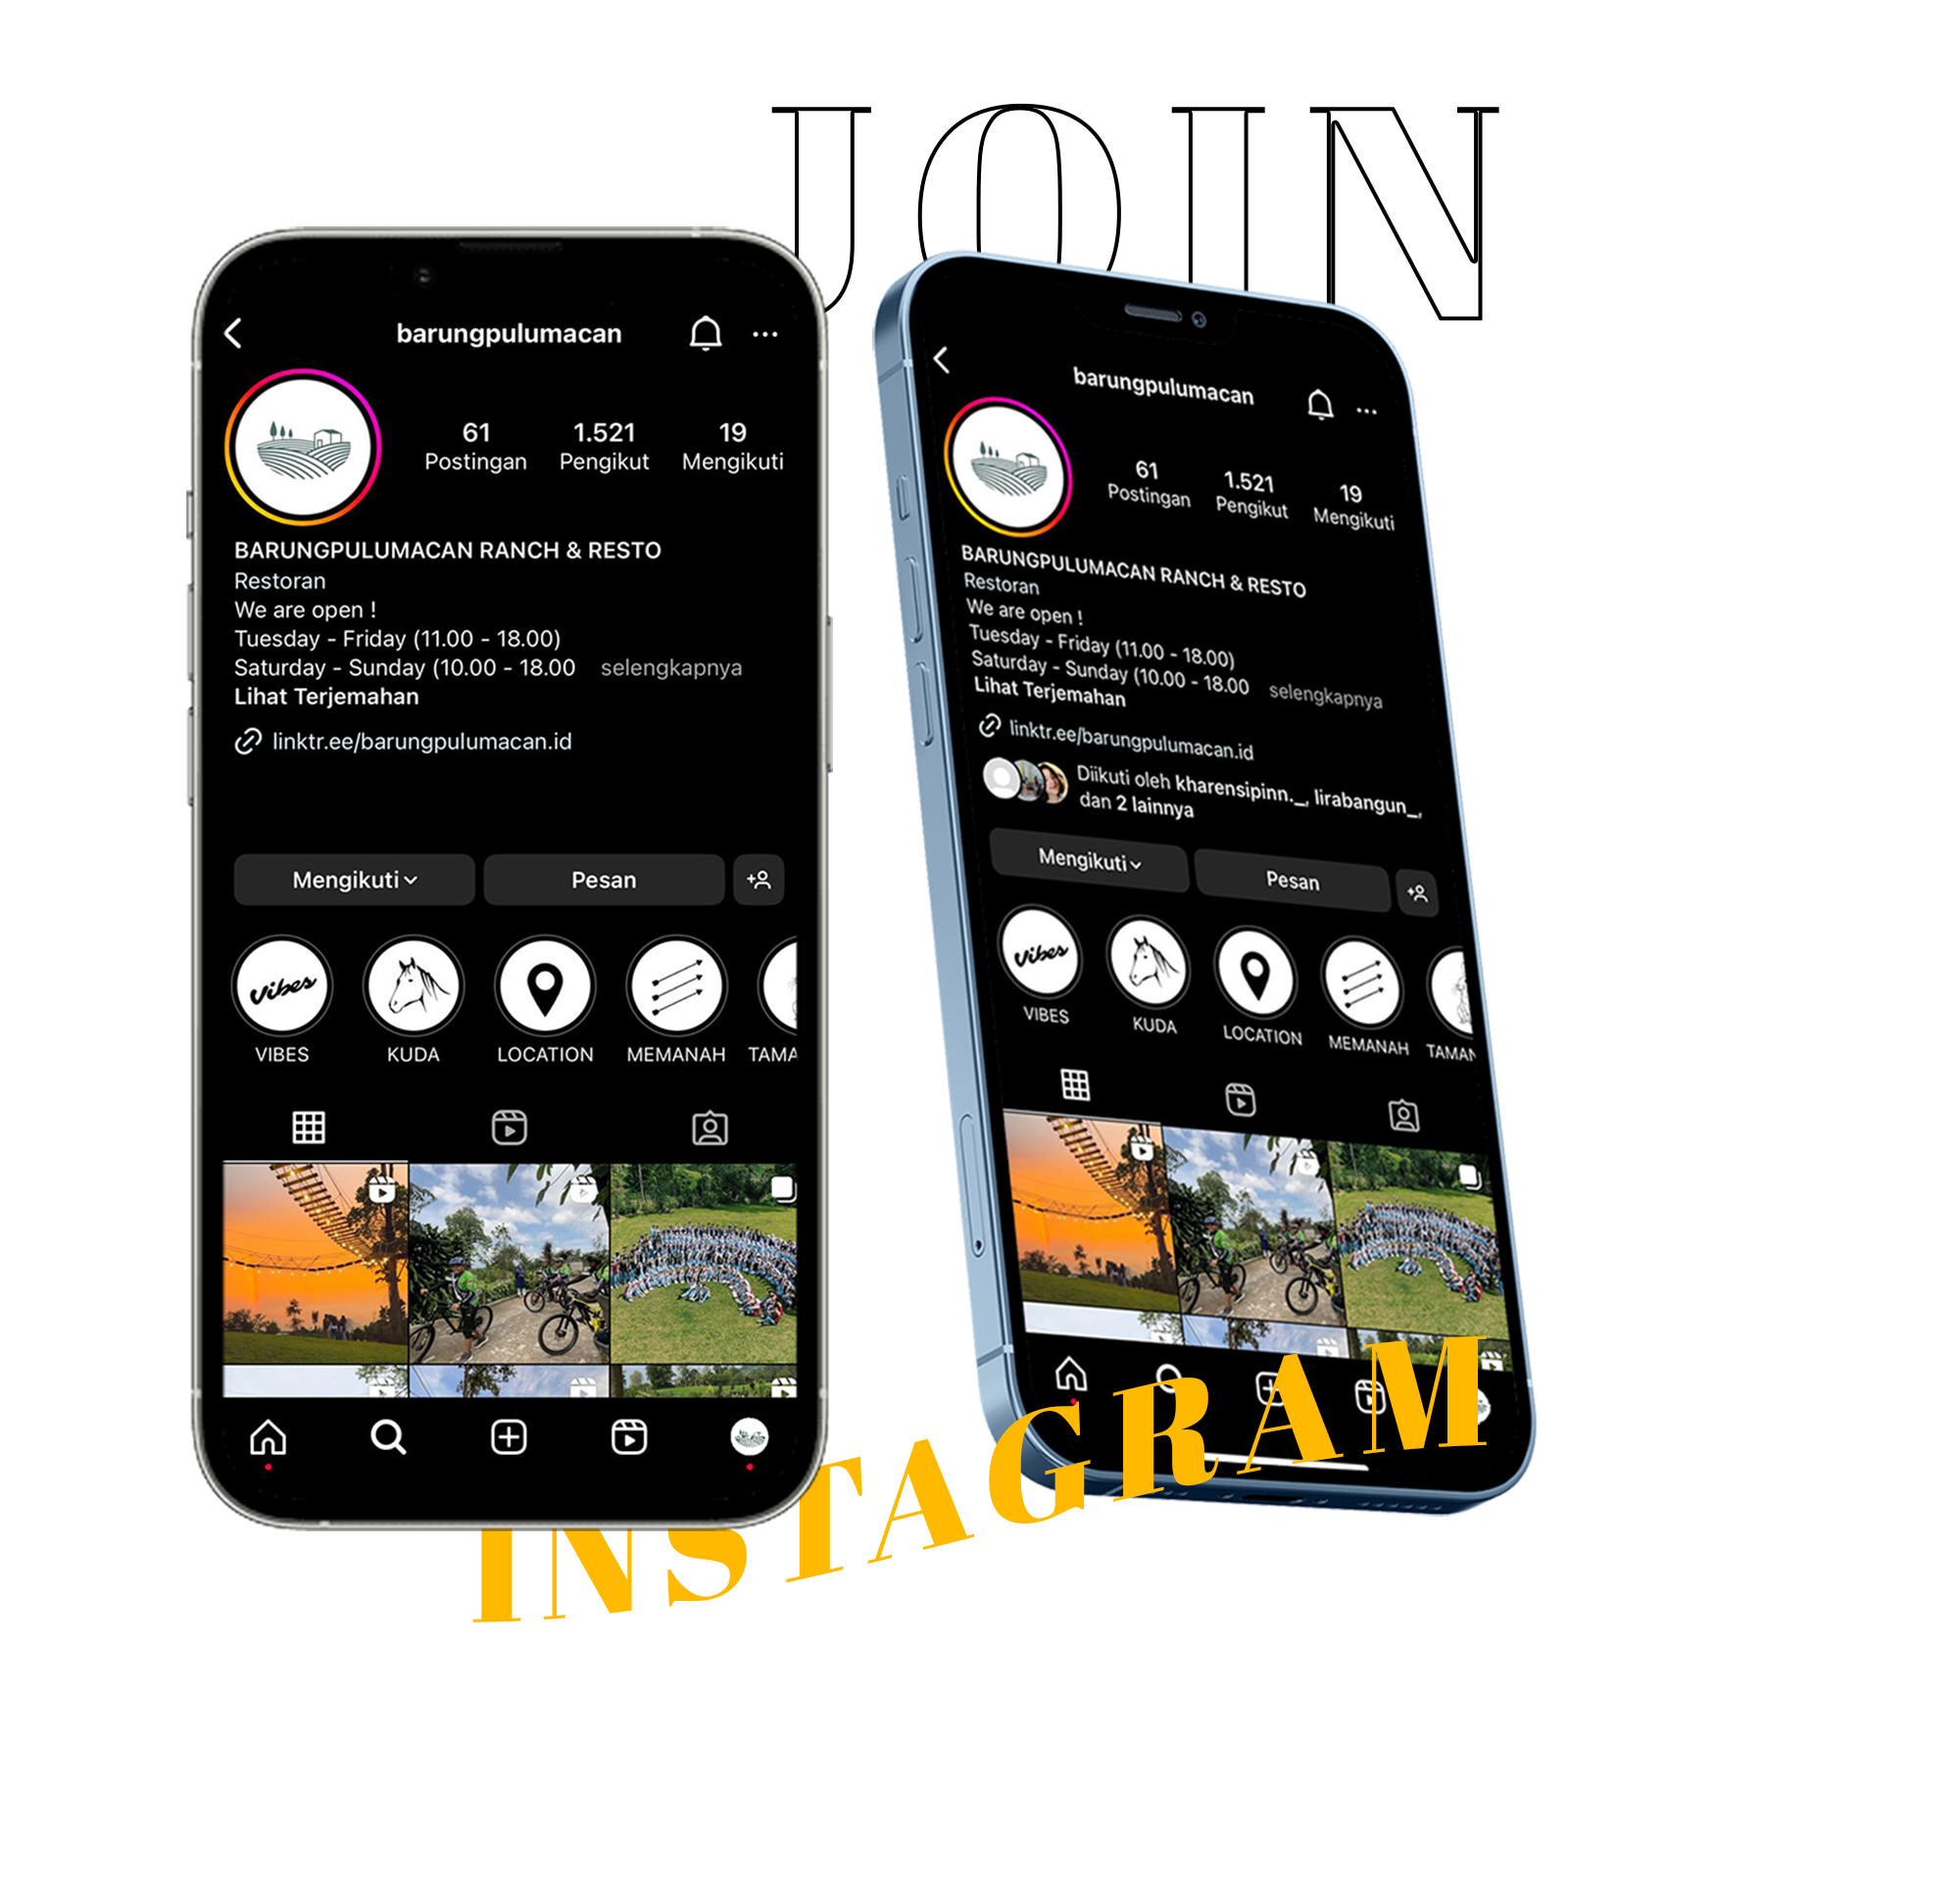 JOIN
barungpulumacan
61
1.521
19
Postingan
Pengikut
Mengikuti
BARUNGPULUMACAN RANCH & RESTO
Restoran
We are open !
Tuesday - Friday (11.00 - 18.00)
Saturday - Sunday (10.00 - 18.00 selengkapnya
Lihat Terjemahan
linktr.ee/barungpulumacan.id
Mengikuti
Pesan
vibes
VIBES
KUDA
LOCATION
MEMANAH
TAMA
barungpulumacan
61
1.521
19
Postingan
Pengikut
Mengikuti
BARUNGPULUMACAN RANCH & RESTO
Restoran
We are open !
Tuesday - Friday (11.00 - 18.00)
Saturday - Sunday (10.00 - 18.00 selengkapnya
Lihat Terjemahan
linktr.ee/barungpulumacan.id
Diikuti oleh kharensipinn._, lirabangun_,
dan 2 lainnya
Mengikuti
Pesan
vibes
VIBES
KUDA
LOCATION
MEMANAH
TAMAN
INSTAGRAM